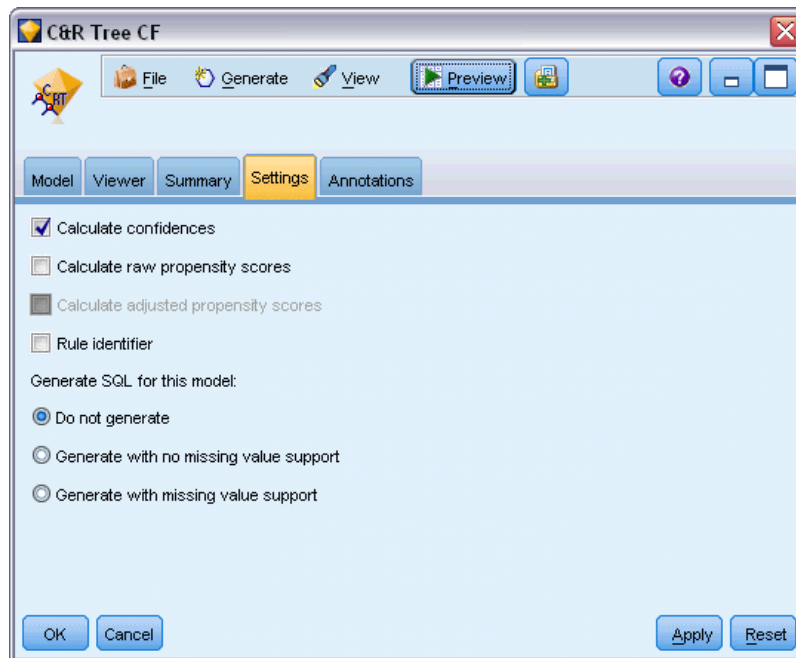 C&R Tree CF
File Generate View Preview
C&RT
Model Viewer Summary Settings Annotations
Calculate confidences
Calculate raw propensity scores
Calculate adjusted propensity scores
Rule identifier
Generate SQL for this model:
Do not generate
Generate with no missing value support
Generate with missing value support
OK Cancel Apply Reset